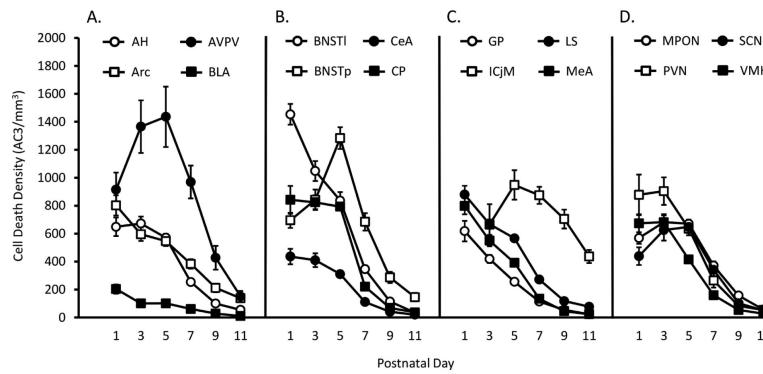 A. B. C. D.
AH AVPV
Arc BLA
BNSTl CeA
BNSTp CP
GP LS
ICjM MeA
MPON SCN
PVN
Cell Death Density (AC3/mm³)
2000
1800
1600
1400
1200
1000
800
600
400
200
0
1 3 5 7 9 11 1 3 5 7 9 11 1 3 5 7 9 11 1 3 5 7 9
Postnatal Day